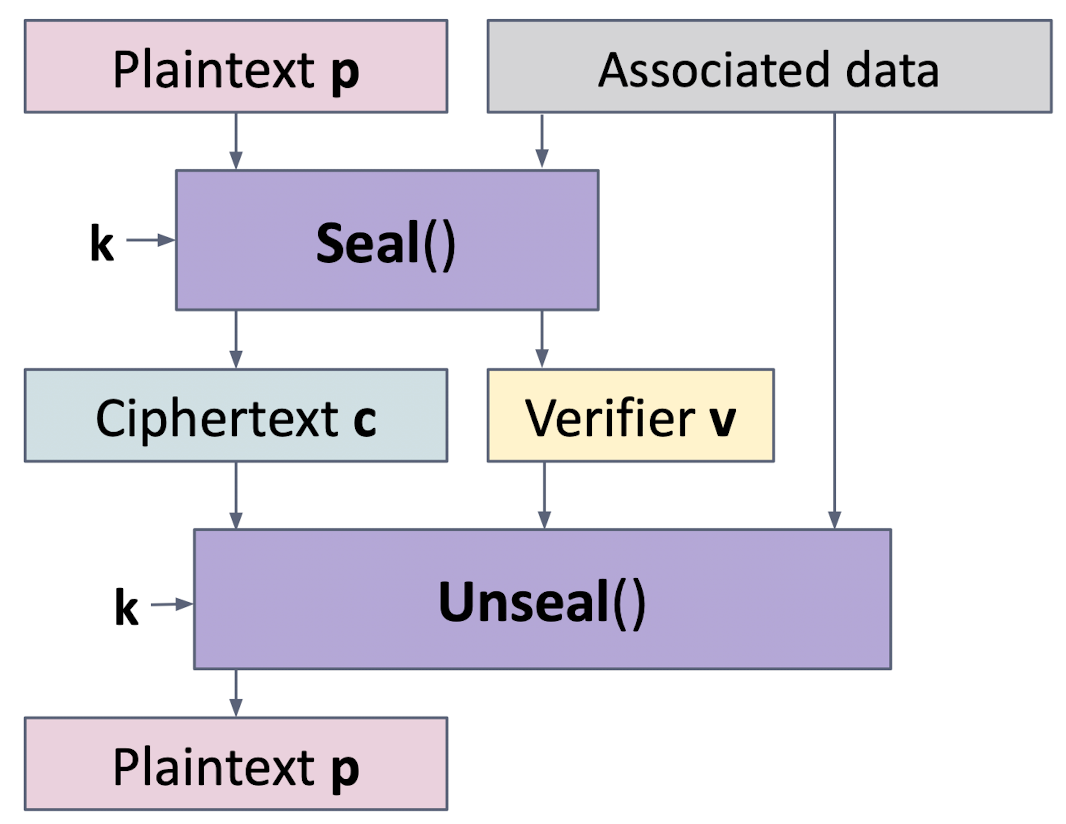 Plaintext p
Associated data
k
Seal()
Ciphertext c
Verifier v
k
Unseal()
Plaintext p